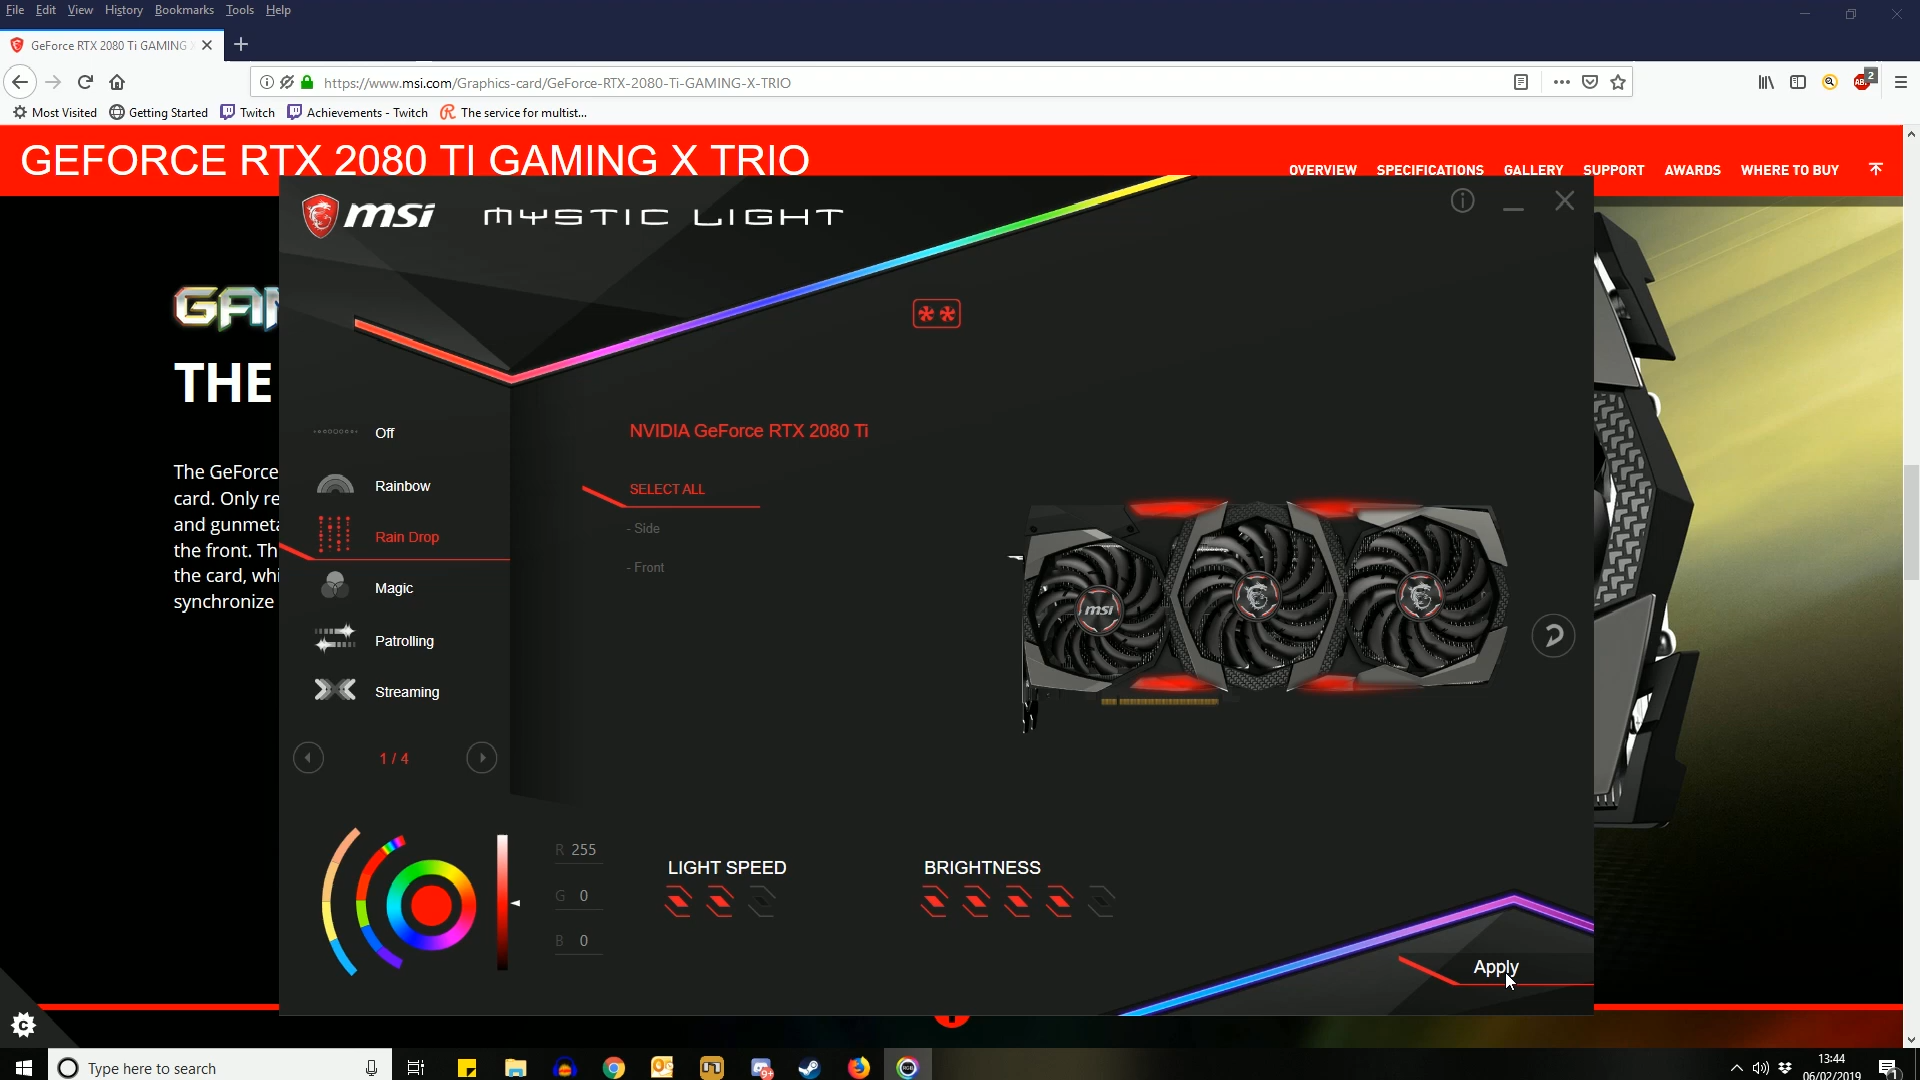 File Edit View History Bookmarks Tools Help
GeForce RTX 2080 Ti GAMING X
https://www.msi.com/Graphics-card/GeForce-RTX-2080-Ti-GAMING-X-TRIO
2
Most Visited Getting Started Twitch Achievements - Twitch The service for multist...
GEFORCE RTX 2080 TI GAMING X TRIO
OVERVIEW SPECIFICATIONS GALLERY SUPPORT AWARDS WHERE TO BUY
msi MYSTIC LIGHT
GAM
THE
The GeForce
card. Only re
and gunmeta
the front. Th
the card, whi
synchronize
Off
Rainbow
Rain Drop
Magic
Patrolling
Streaming
1 / 4
NVIDIA GeForce RTX 2080 Ti
SELECT ALL
- Side
- Front
msi
R 255
G 0
B 0
LIGHT SPEED
BRIGHTNESS
Apply
Type here to search
9+
RGB
13:44
06/02/2019
1